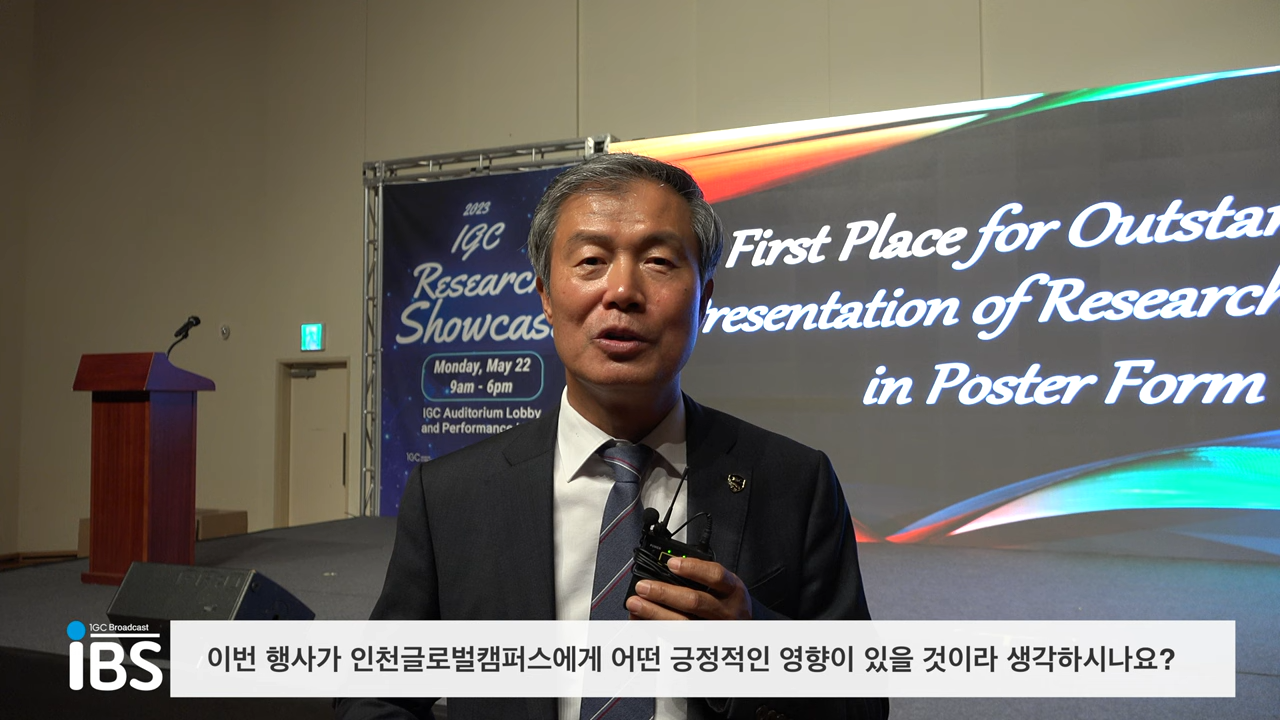 2023
IGC
Research
Showcas
Monday, May 22
9am - 6pm
IGC Auditorium Lobby
and Performance
IGC
First Place for Outstan
resentation of Research
in Poster Form
IGC Broadcast
iBS
이번 행사가 인천글로벌캠퍼스에게 어떤 긍정적인 영향이 있을 것이라 생각하시나요?